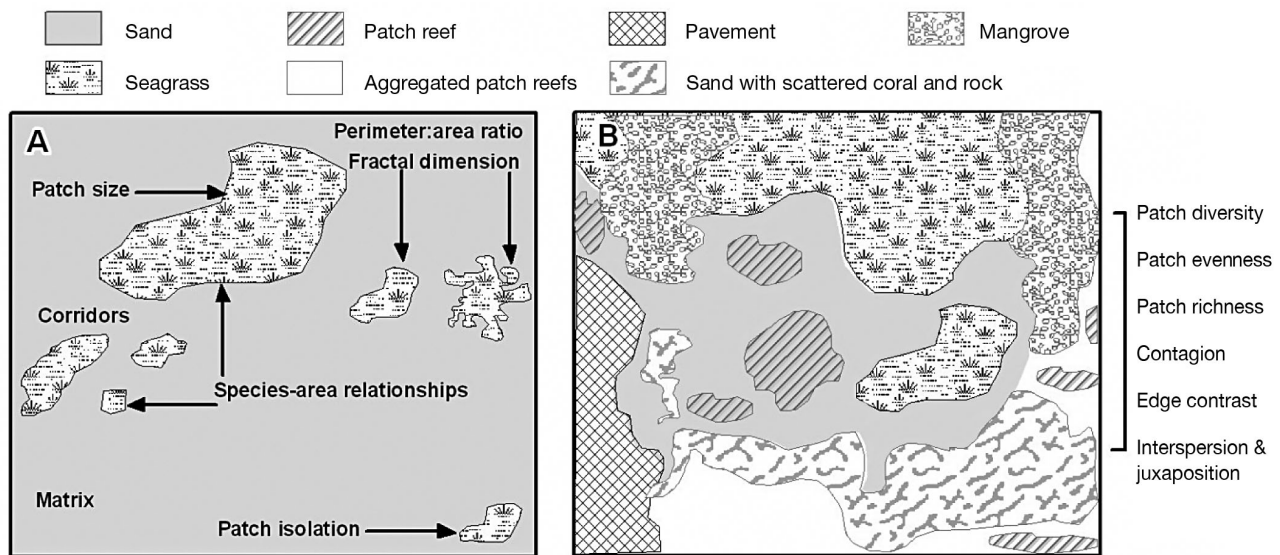 Sand
Patch reef
Pavement
Mangrove
Seagrass
Aggregated patch reefs
Sand with scattered coral and rock
A
Perimeter:area ratio
Fractal dimension
Patch size
Corridors
Species-area relationships
Matrix
Patch isolation
B
Patch diversity
Patch evenness
Patch richness
Contagion
Edge contrast
Interspersion &
juxaposition